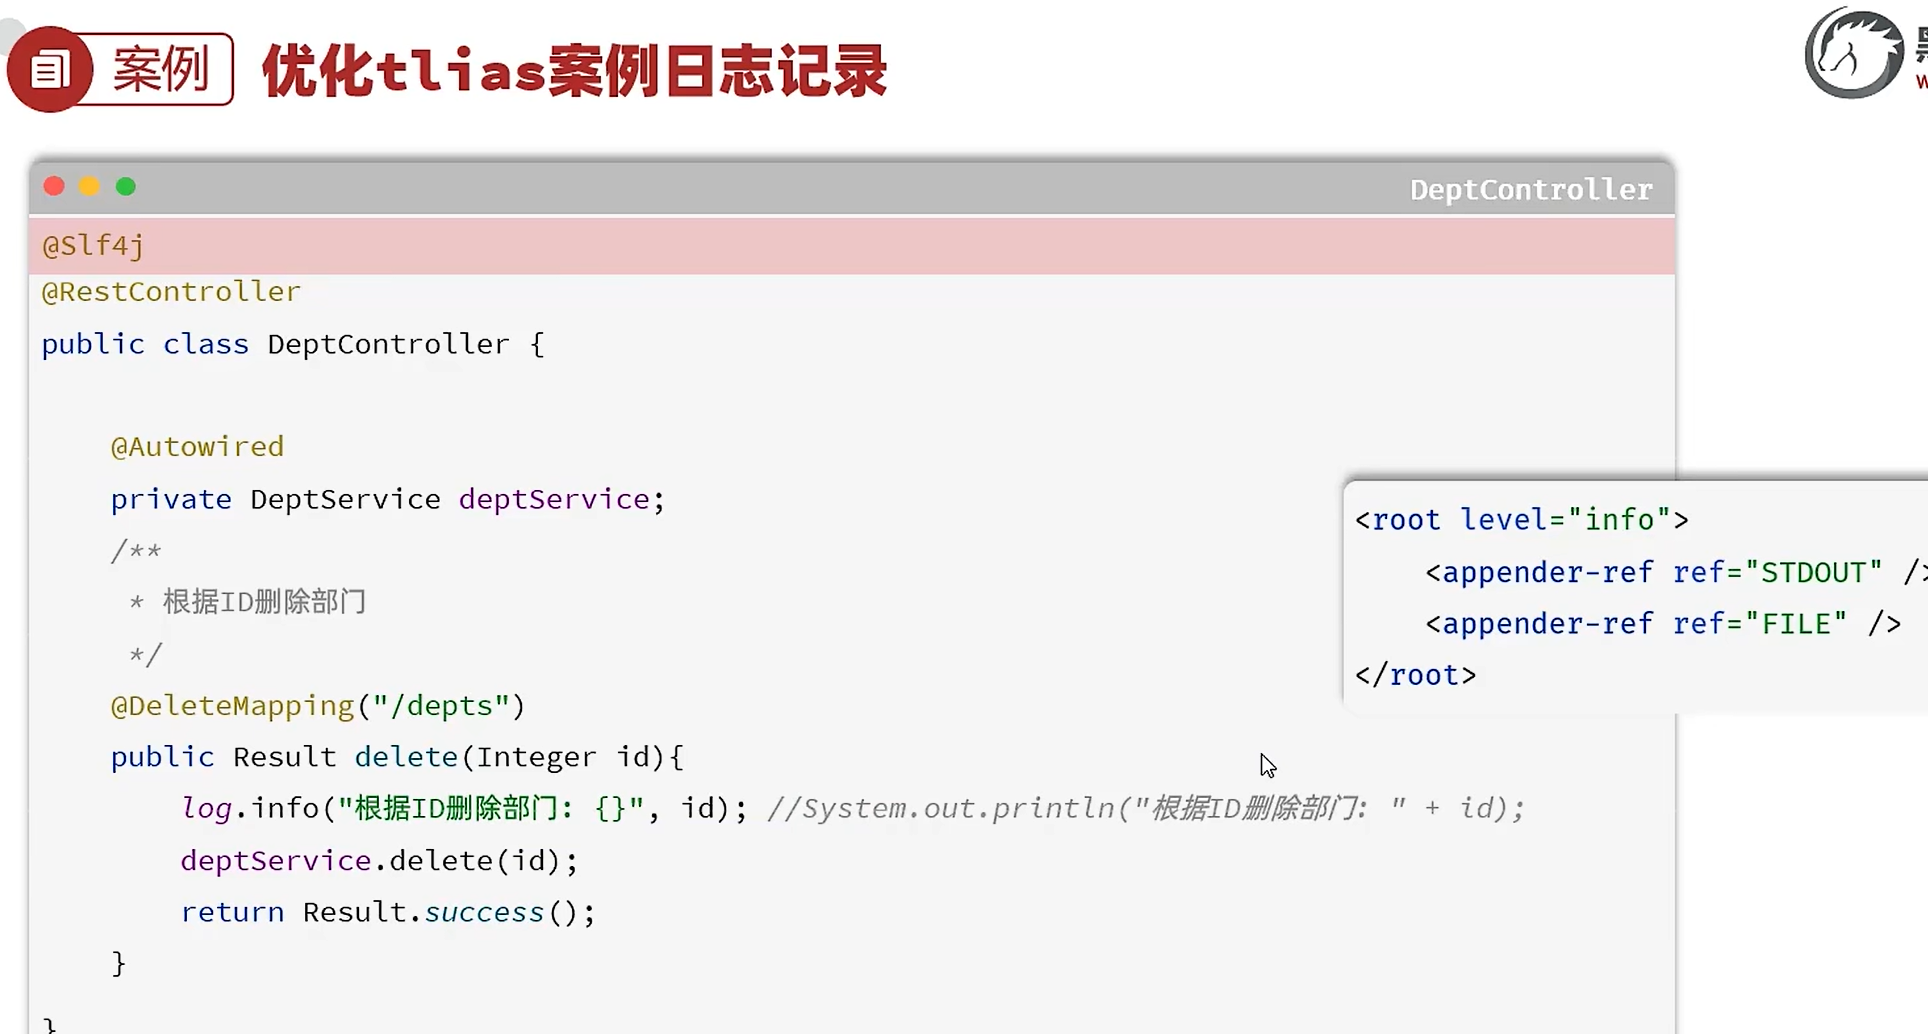 案例 优化tlias案例日志记录
DeptController
@Slf4j
@RestController
public class DeptController {
@Autowired
private DeptService deptService;
/**
* 根据ID删除部门
*/
@DeleteMapping("/depts")
public Result delete(Integer id){
log.info("根据ID删除部门: {}", id); //System.out.println("根据ID删除部门: " + id);
deptService.delete(id);
return Result.success();
}
}
<root level="info">
<appender-ref ref="STDOUT" />
<appender-ref ref="FILE" />
</root>